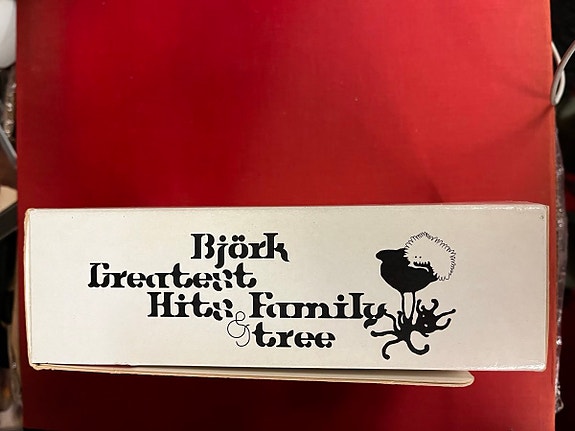 Björk
Greatest
Hits Family
& tree